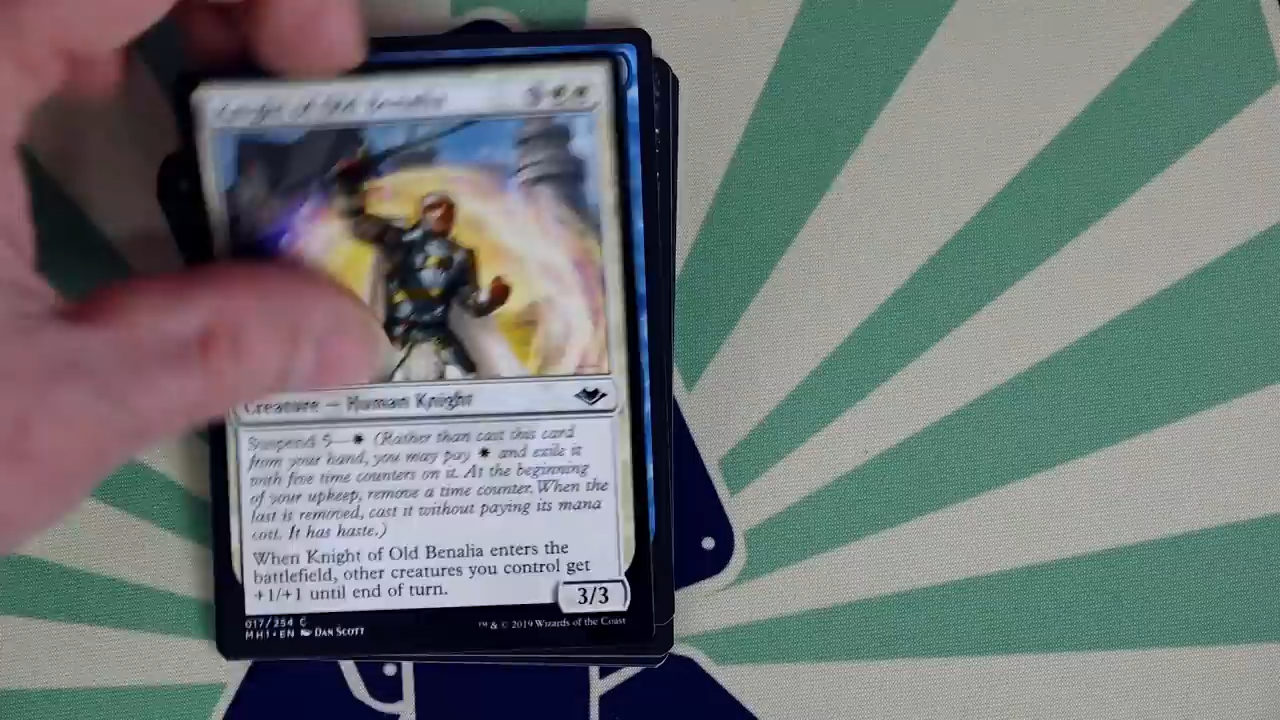 Knight of Old Benalia
Creature — Human Knight
Suspend 5— (Rather than cast this card
from your hand, you may pay and exile it
with five time counters on it. At the beginning
of your upkeep, remove a time counter. When the
last is removed, cast it without paying its mana
cost. It has haste.)
When Knight of Old Benalia enters the
battlefield, other creatures you control get
+1/+1 until end of turn.
3/3
017/254 C
MH1 • EN DAN SCOTT
™ & © 2019 Wizards of the Coast